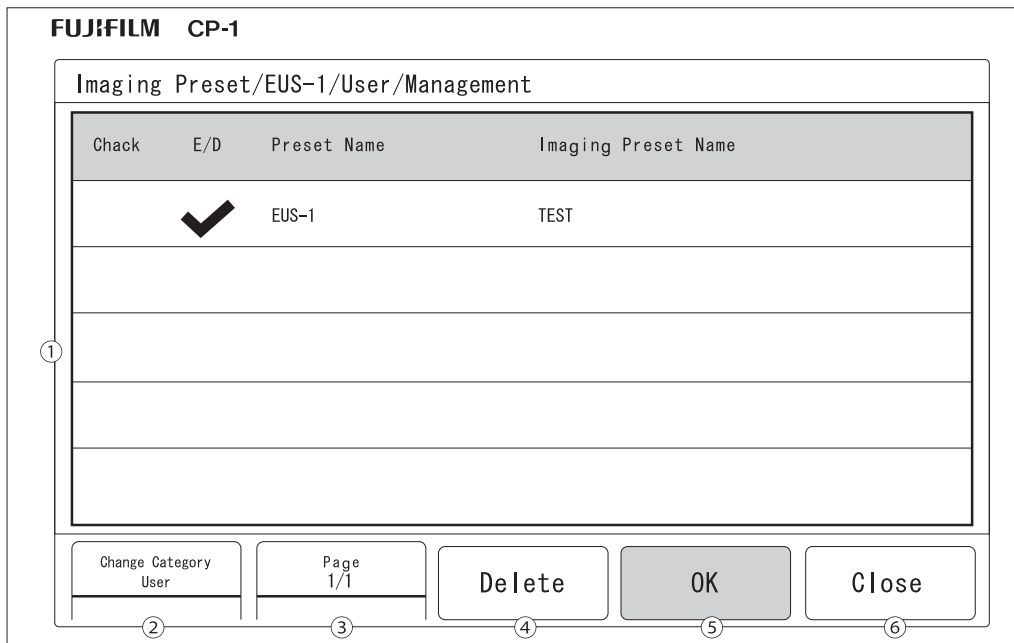 FUJIFILM CP-1
Imaging Preset/EUS-1/User/Management
Chack E/D Preset Name Imaging Preset Name
EUS-1 TEST
①
Change Category
User
Page
1/1
Delete
OK
Close
② ③ ④ ⑤ ⑥